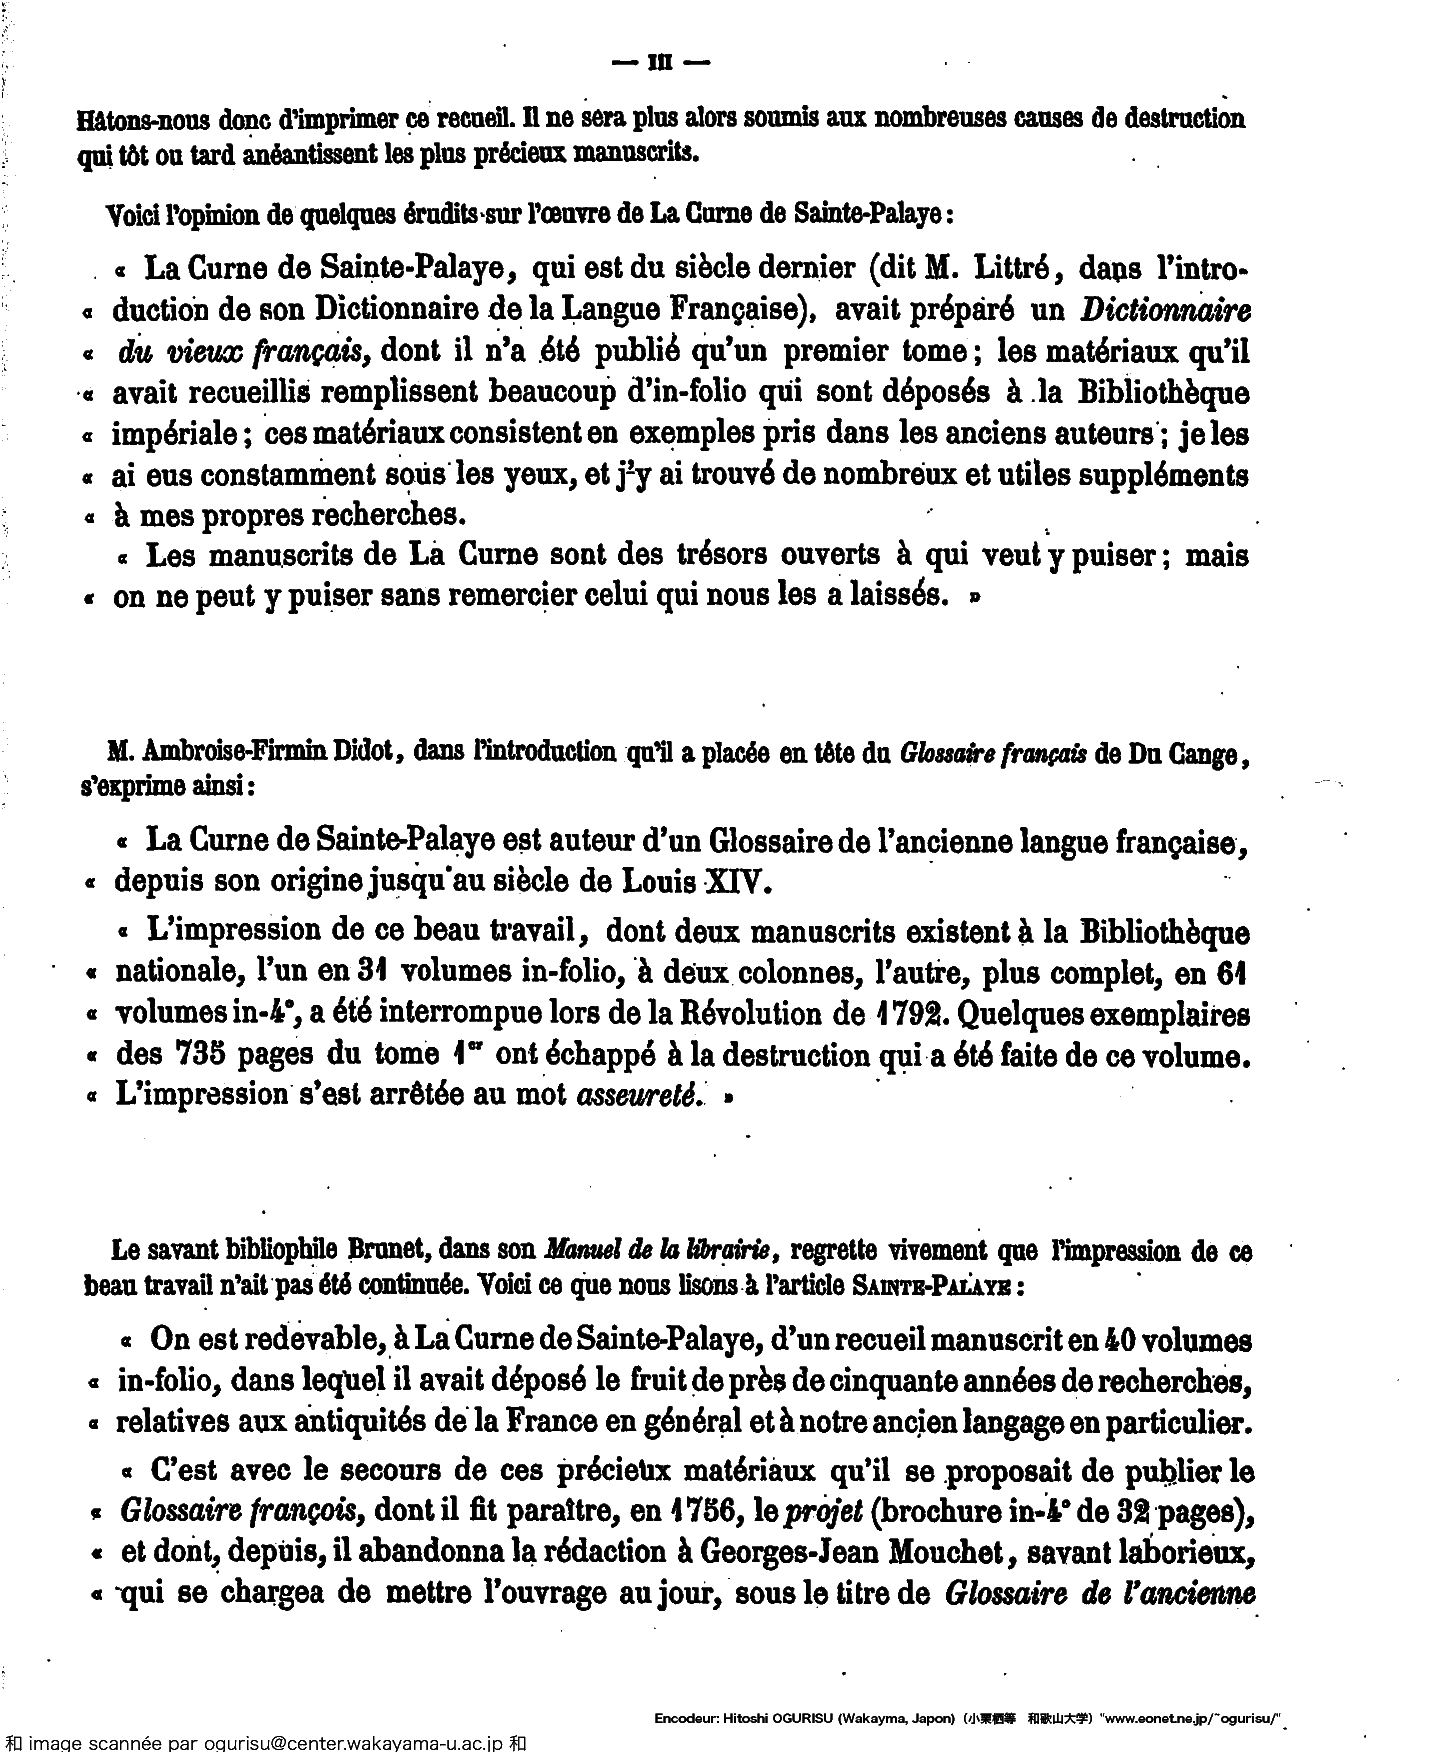 — III —
Hâtons-nous donc d'imprimer ce recueil. Il ne sera plus alors soumis aux nombreuses causes de destruction
qui tôt ou tard anéantissent les plus précieux manuscrits.
Voici l'opinion de quelques érudits sur l'œuvre de La Curne de Sainte-Palaye :
« La Curne de Sainte-Palaye, qui est du siècle dernier (dit M. Littré, dans l'intro-
« duction de son Dictionnaire de la Langue Française), avait préparé un Dictionnaire
« du vieux français, dont il n'a été publié qu'un premier tome ; les matériaux qu'il
« avait recueillis remplissent beaucoup d'in-folio qui sont déposés à la Bibliothèque
« impériale ; ces matériaux consistent en exemples pris dans les anciens auteurs ; je les
« ai eus constamment sous les yeux, et j'y ai trouvé de nombreux et utiles suppléments
« à mes propres recherches.
« Les manuscrits de La Curne sont des trésors ouverts à qui veut y puiser ; mais
« on ne peut y puiser sans remercier celui qui nous les a laissés. »
M. Ambroise-Firmin Didot, dans l'introduction qu'il a placée en tête du Glossaire français de Du Cange,
s'exprime ainsi :
« La Curne de Sainte-Palaye est auteur d'un Glossaire de l'ancienne langue française,
« depuis son origine jusqu'au siècle de Louis XIV.
« L'impression de ce beau travail, dont deux manuscrits existent à la Bibliothèque
« nationale, l'un en 31 volumes in-folio, à deux colonnes, l'autre, plus complet, en 61
« volumes in-4°, a été interrompue lors de la Révolution de 1792. Quelques exemplaires
« des 735 pages du tome 1er ont échappé à la destruction qui a été faite de ce volume.
« L'impression s'est arrêtée au mot asseureté. »
Le savant bibliophile Brunet, dans son Manuel de la librairie, regrette vivement que l'impression de ce
beau travail n'ait pas été continuée. Voici ce que nous lisons à l'article SAINTE-PALAYE :
« On est redevable, à La Curne de Sainte-Palaye, d'un recueil manuscrit en 40 volumes
« in-folio, dans lequel il avait déposé le fruit de près de cinquante années de recherches,
« relatives aux antiquités de la France en général et à notre ancien langage en particulier.
« C'est avec le secours de ces précieux matériaux qu'il se proposait de publier le
« Glossaire françois, dont il fit paraître, en 1756, le projet (brochure in-4° de 32 pages),
« et dont, depuis, il abandonna la rédaction à Georges-Jean Mouchet, savant laborieux,
« qui se chargea de mettre l'ouvrage au jour, sous le titre de Glossaire de l'ancienne
Encodeur: Hitoshi OGURISU (Wakayma, Japon) (小栗栖等 和歌山大学) "www.eonet.ne.jp/~ogurisu/"
和 image scannée par ogurisu@center.wakayama-u.ac.jp 和